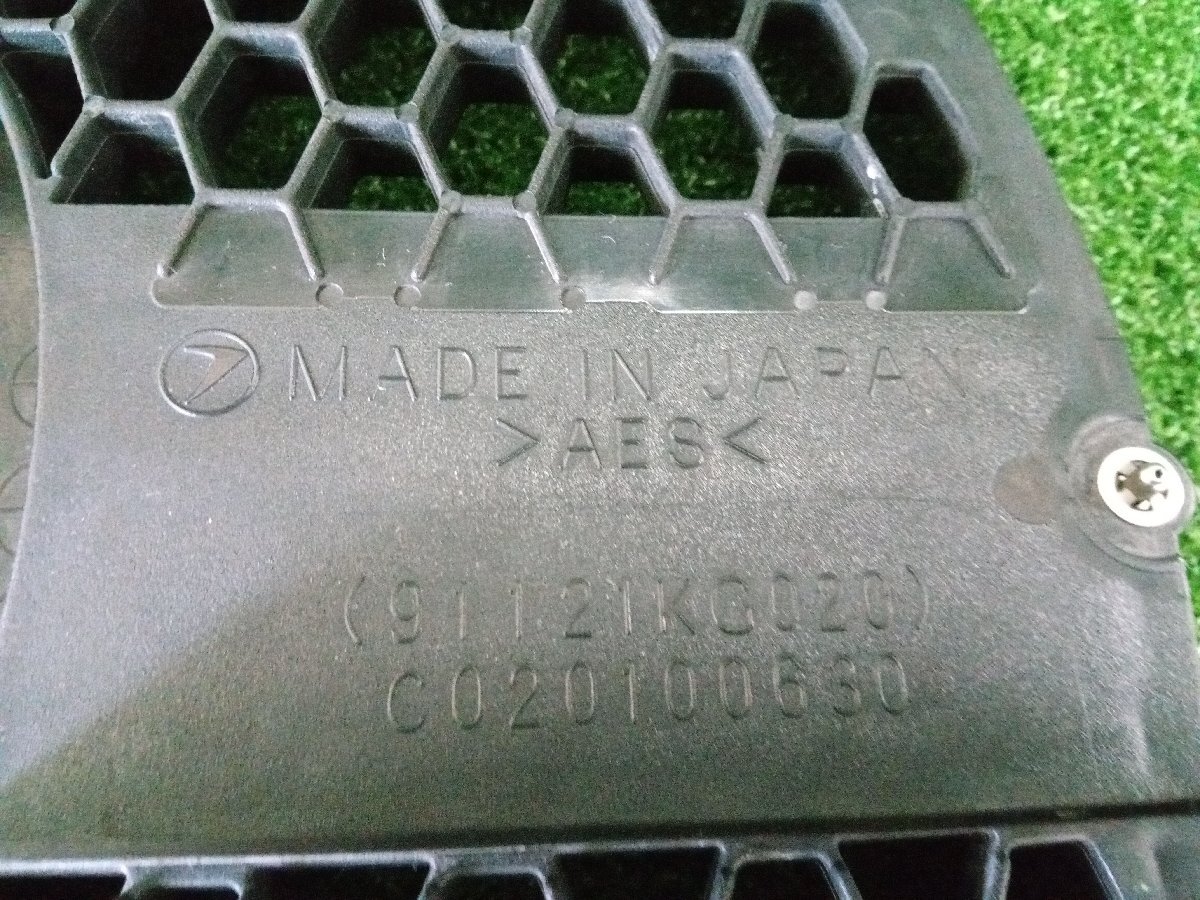 MADE IN JAPAN
>AES<
(91121KG020)
C020100630